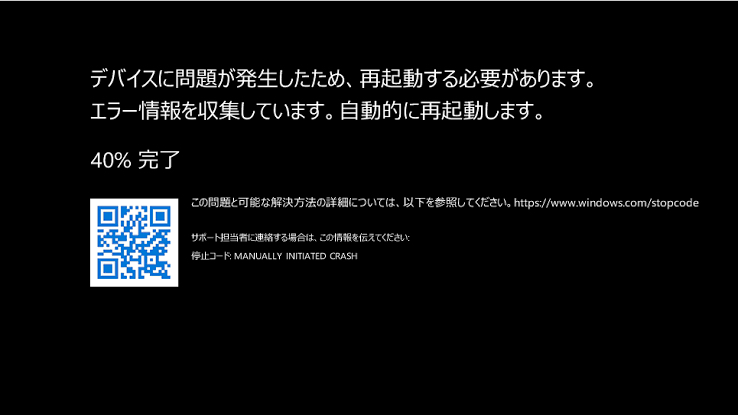 デバイスに問題が発生したため、再起動する必要があります。
エラー情報を収集しています。自動的に再起動します。
40% 完了
この問題と可能な解決方法の詳細については、以下を参照してください。https://www.windows.com/stopcode
サポート担当者に連絡する場合は、この情報を伝えてください:
停止コード: MANUALLY INITIATED CRASH